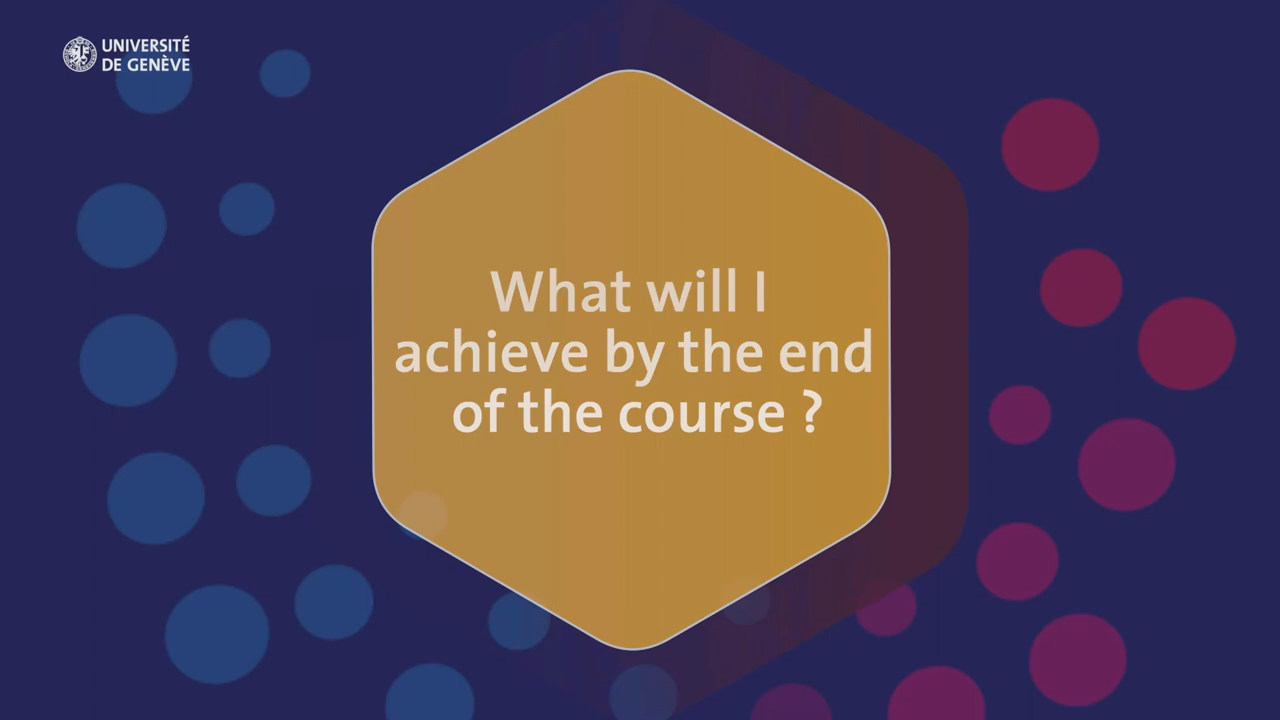 UNIVERSITÉ
DE GENÈVE
What will I
achieve by the end
of the course ?